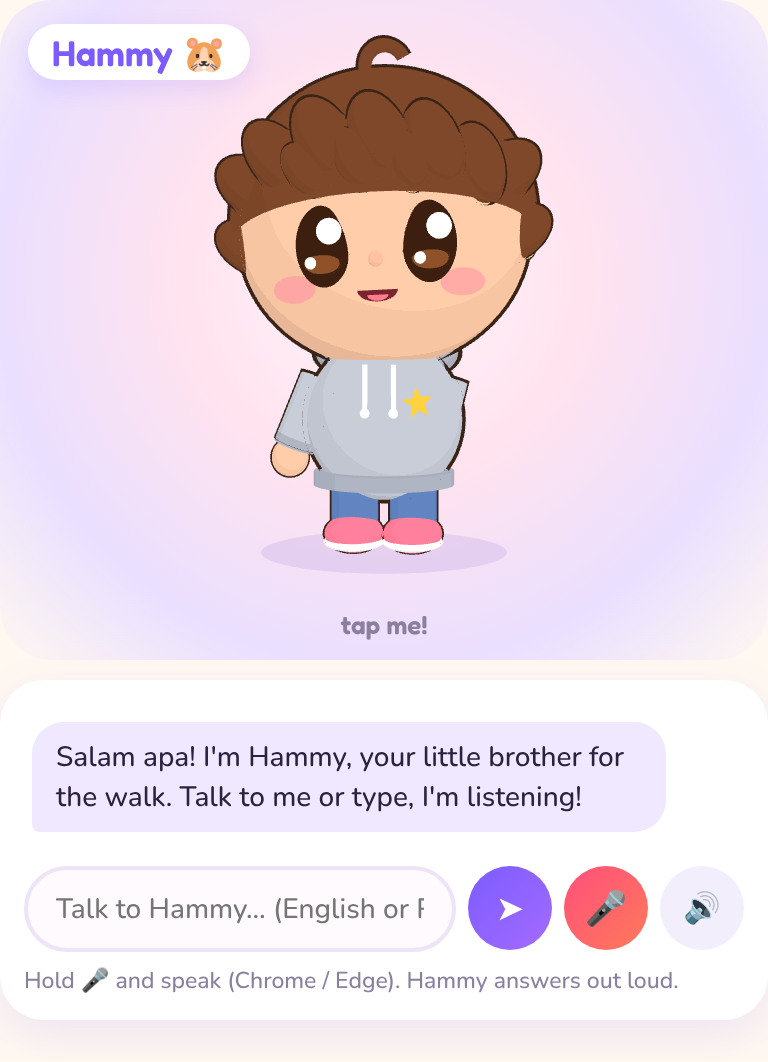 Hammy 🐹
tap me!
Salam apa! I'm Hammy, your little brother for
the walk. Talk to me or type, I'm listening!
Talk to Hammy... (English or
Hold 🎤 and speak (Chrome / Edge). Hammy answers out loud.